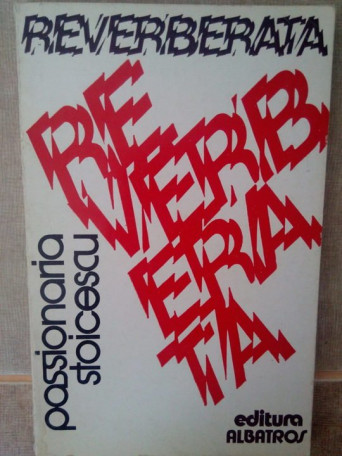 REVERBERATA
RE
VERB
ERA
TA
passionaria
stoicescu
editura
ALBATROS